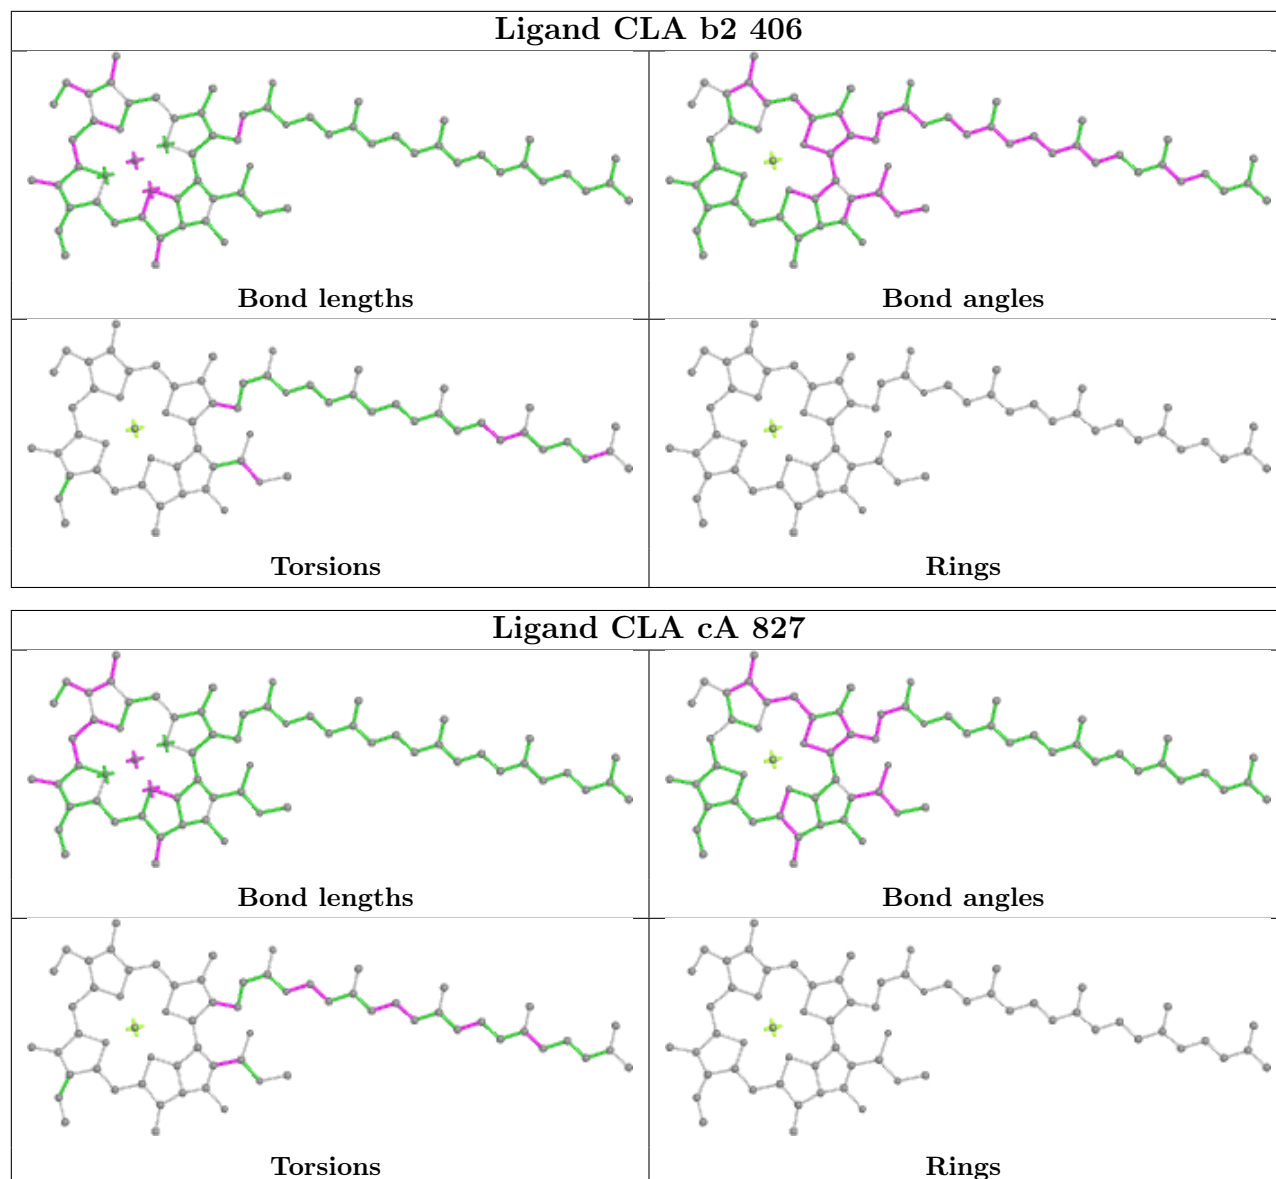 Ligand CLA b2 406
Bond lengths
Bond angles
Torsions
Rings
Ligand CLA cA 827
Bond lengths
Bond angles
Torsions
Rings